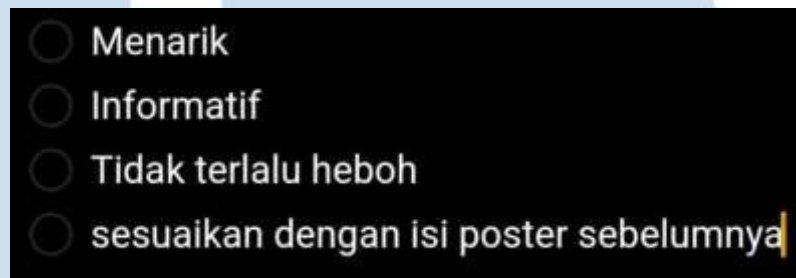 Menarik
Informatif
Tidak terlalu heboh
sesuaikan dengan isi poster sebelumnya